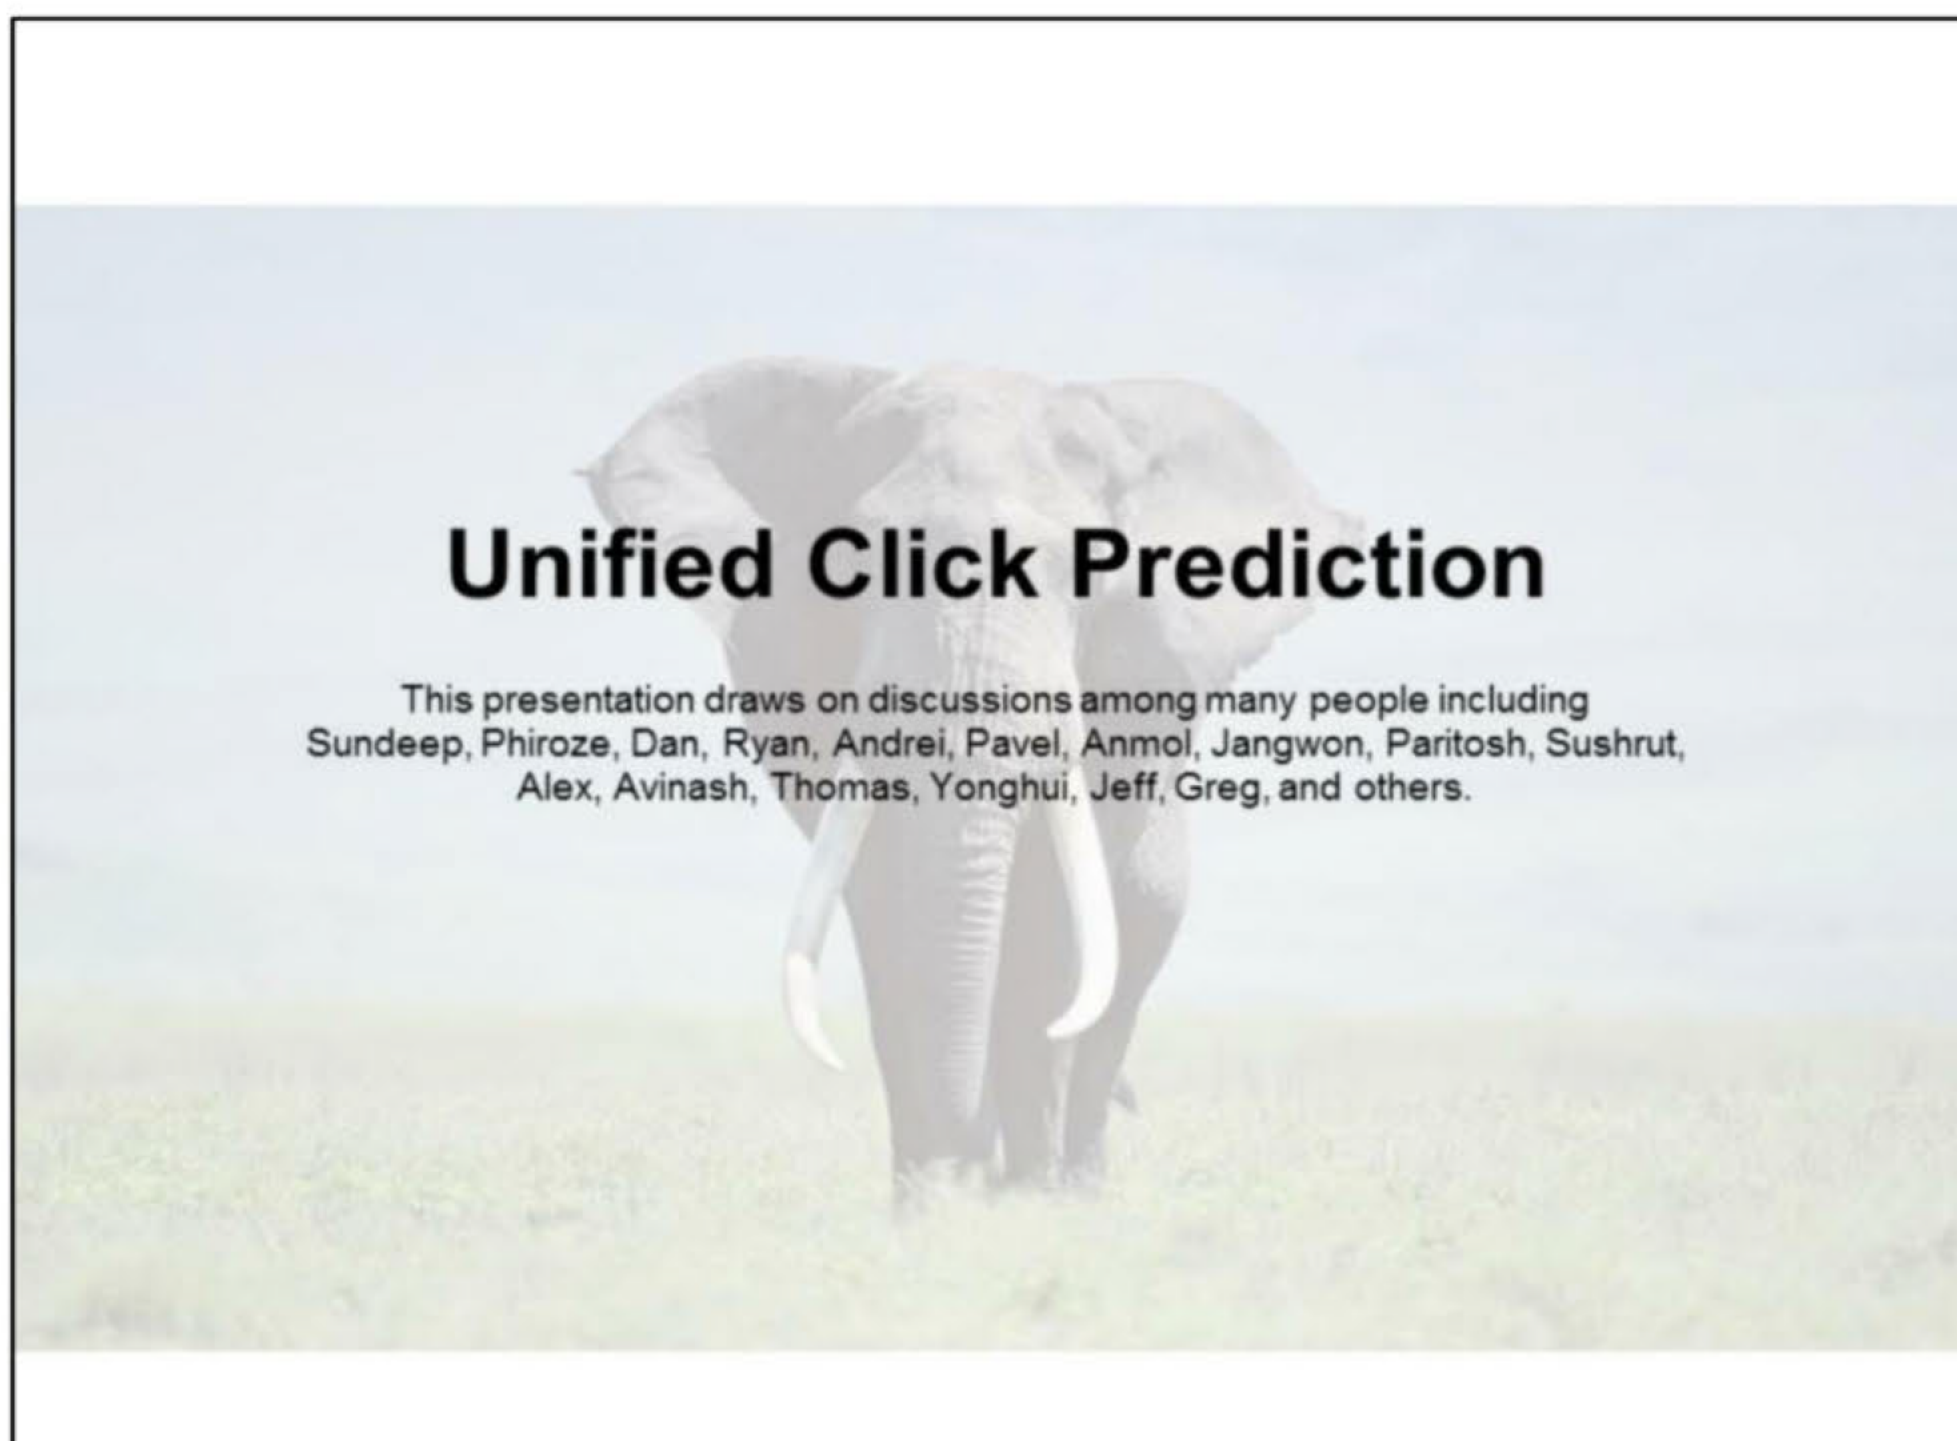 Unified Click Prediction
This presentation draws on discussions among many people including
Sundeep, Phiroze, Dan, Ryan, Andrei, Pavel, Anmol, Jangwon, Paritosh, Sushrut,
Alex, Avinash, Thomas, Yonghui, Jeff, Greg, and others.